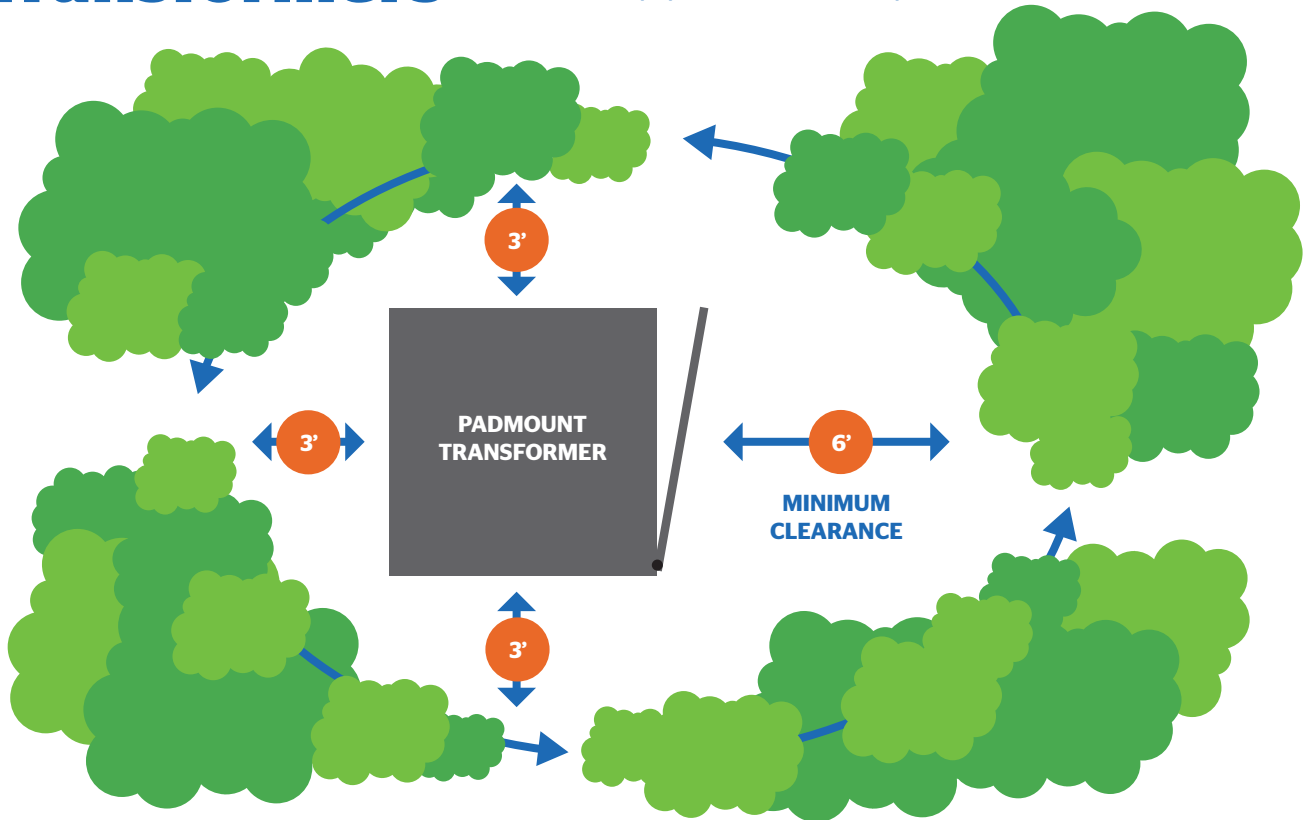 3’
PADMOUNT
TRANSFORMER
3’
6’
MINIMUM
CLEARANCE
3’